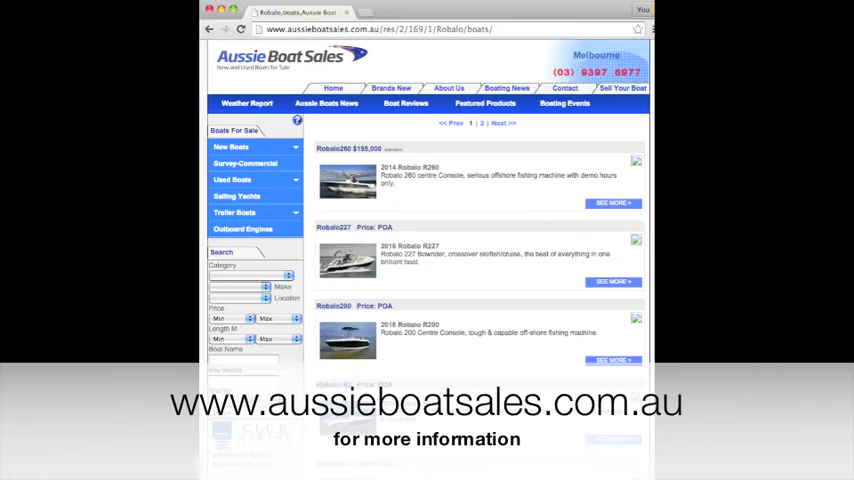 Robalo,boats,Aussie Boat
You
www.aussieboatsales.com.au/res/2/169/1/Robalo/boats/
Aussie Boat Sales
New and Used Boats for Sale
Melbourne
(03) 9397 6977
Home
Brands New
About Us
Boating News
Contact
Sell Your Boat
Weather Report
Aussie Boats News
Boat Reviews
Featured Products
Boating Events
<< Prev 1 | 2 | Next >>
Boats For Sale
New Boats
Survey-Commercial
Used Boats
Sailing Yachts
Trailer Boats
Outboard Engines
Search
Category
Make
Location
Price
Min
Max
Length M
Min
Max
Boat Name
Key Words
Robalo260 $195,000
2014 Robalo R260
Robalo 260 centre Console, serious offshore fishing machine with demo hours
only.
SEE MORE >
Robalo227 Price: POA
2016 Robalo R227
Robalo 227 Bowrider, crossover ski/fish/cruise, the best of everything in one
brilliant boat.
SEE MORE >
Robalo200 Price: POA
2016 Robalo R200
Robalo 200 Centre Console, tough & capable off-shore fishing machine.
SEE MORE >
www.aussieboatsales.com.au
for more information
CLUB
MARINE